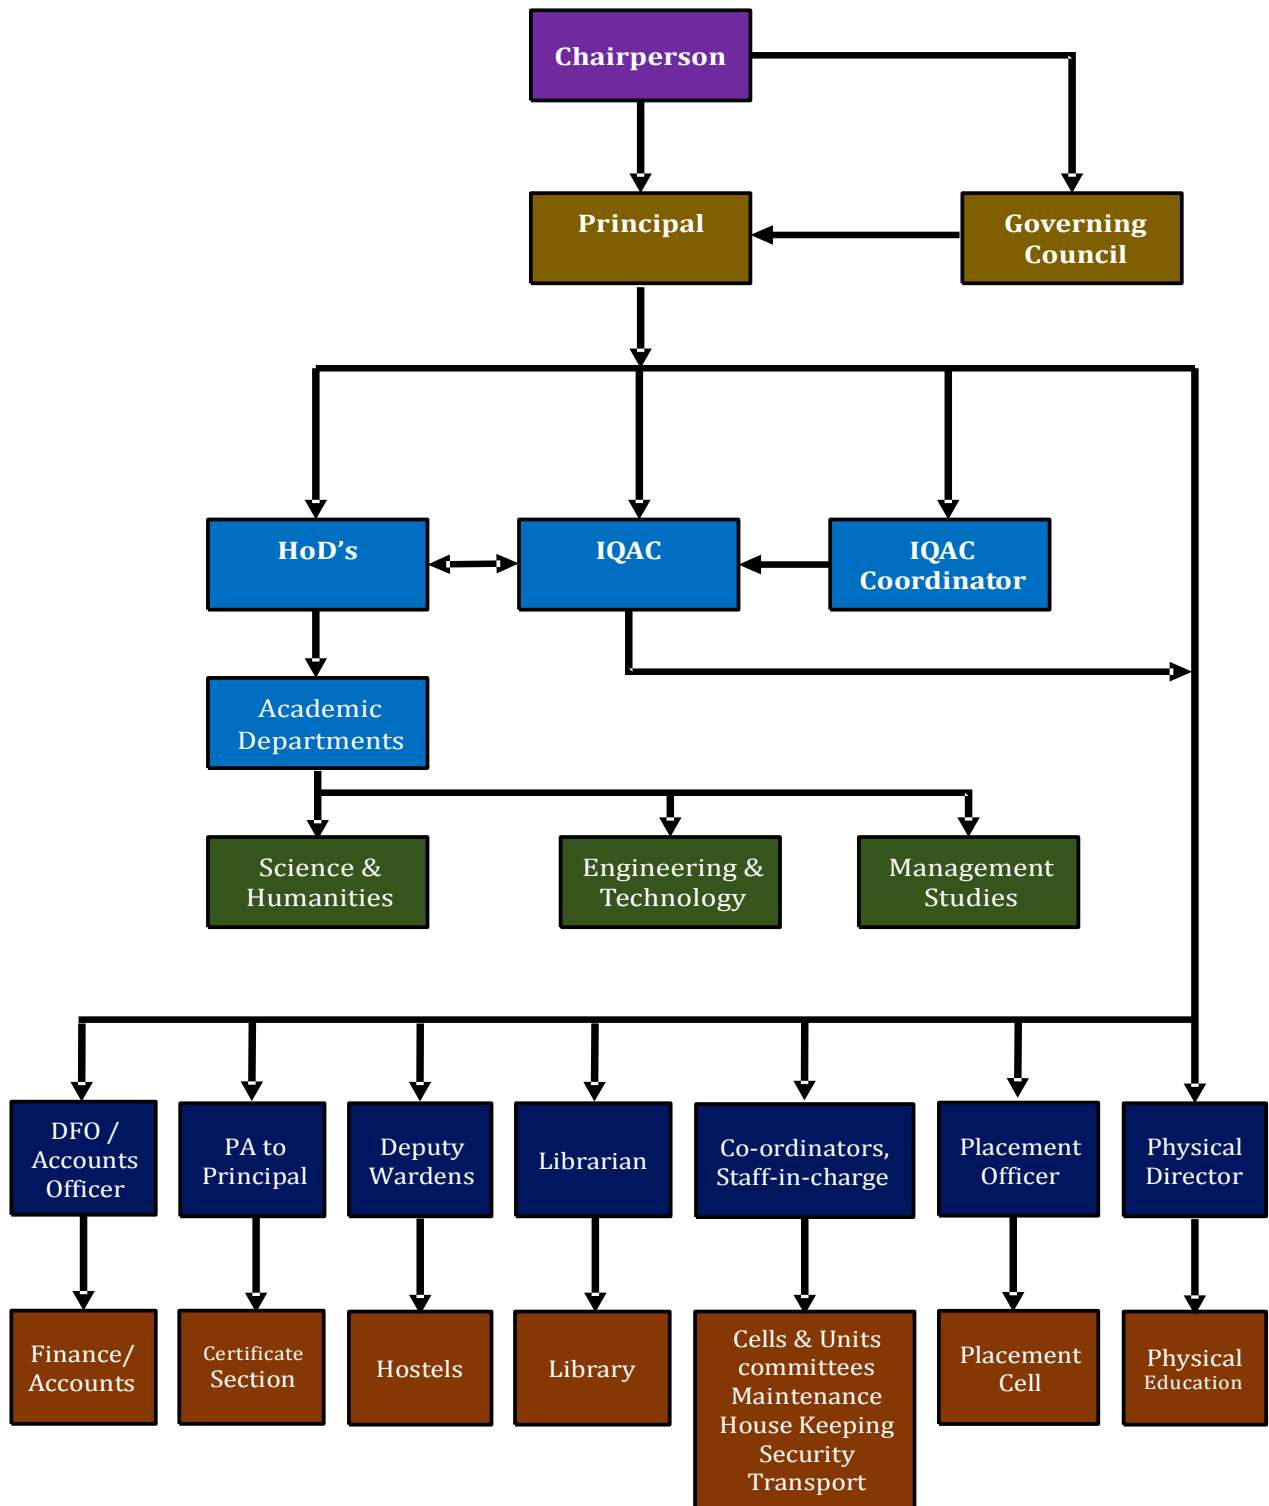 Chairperson
Principal
Governing
Council
HoD's
IQAC
IQAC
Coordinator
Academic
Departments
Science &
Humanities
Engineering &
Technology
Management
Studies
DFO /
Accounts
Officer
PA to
Principal
Deputy
Wardens
Librarian
Co-ordinators,
Staff-in-charge
Placement
Officer
Physical
Director
Finance/
Accounts
Certificate
Section
Hostels
Library
Cells & Units
committees
Maintenance
House Keeping
Security
Transport
Placement
Cell
Physical
Education